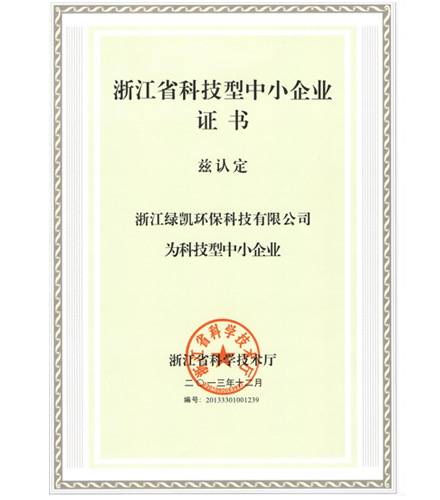 浙江省科技型中小企业
证书
兹认定
浙江绿凯环保科技有限公司
为科技型中小企业
浙江省科学技术厅
浙江省科学技术厅
二〇一三年十二月
编号：20133301001239